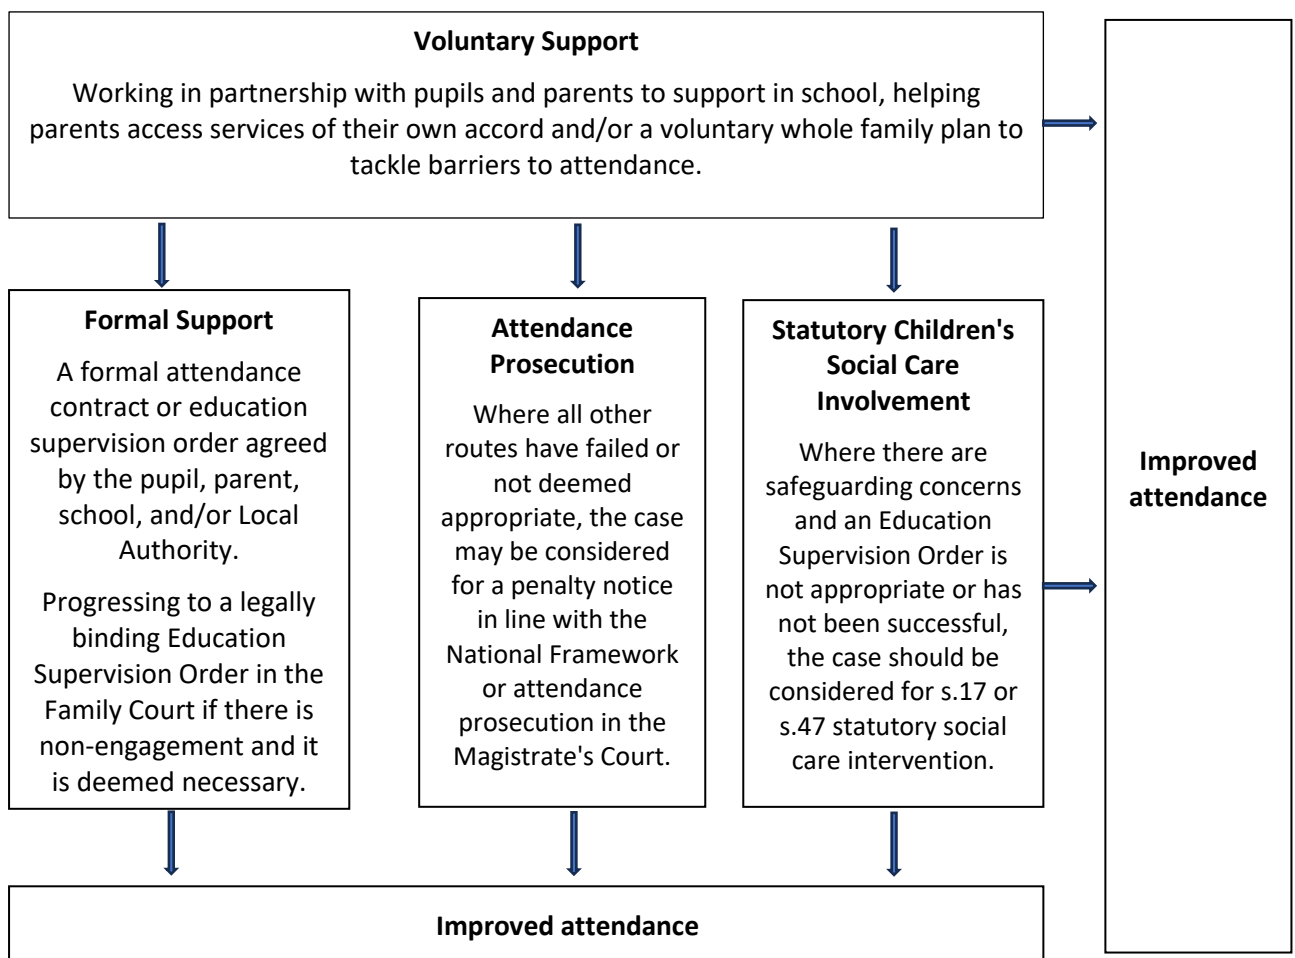 Voluntary Support
Working in partnership with pupils and parents to support in school, helping
parents access services of their own accord and/or a voluntary whole family plan to
tackle barriers to attendance.
Formal Support
A formal attendance
contract or education
supervision order agreed
by the pupil, parent,
school, and/or Local
Authority.
Progressing to a legally
binding Education
Supervision Order in the
Family Court if there is
non-engagement and it
is deemed necessary.
Attendance
Prosecution
Where all other
routes have failed or
not deemed
appropriate, the case
may be considered
for a penalty notice
in line with the
National Framework
or attendance
prosecution in the
Magistrate's Court.
Statutory Children's
Social Care
Involvement
Where there are
safeguarding concerns
and an Education
Supervision Order is
not appropriate or has
not been successful,
the case should be
considered for s.17 or
s.47 statutory social
care intervention.
Improved
attendance
Improved attendance